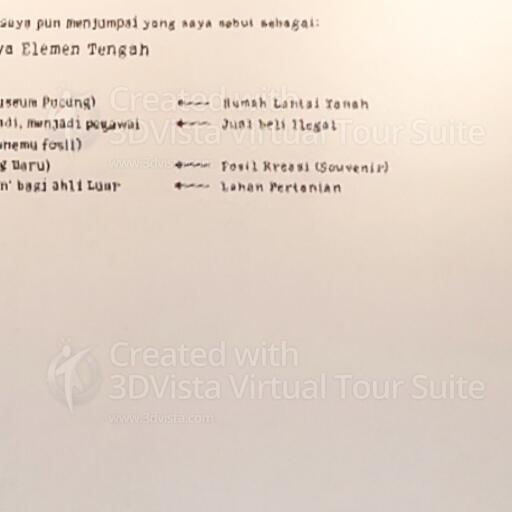 saya pun menjumpai yang saya sebut sebagai:
ya Elemen Tengah
useum Pucung) Rumah Lantai Tanah
adi, menjadi pegawai Jual beli Ilegal
anemu fosil)
g Baru) Fosil Kreasi (Souvenir)
n' bagi ahli Luar Lahan Pertanian
Created with
3DVista Virtual Tour Suite
www.3dvista.com
Created with
3DVista Virtual Tour Suite
www.3dvista.com